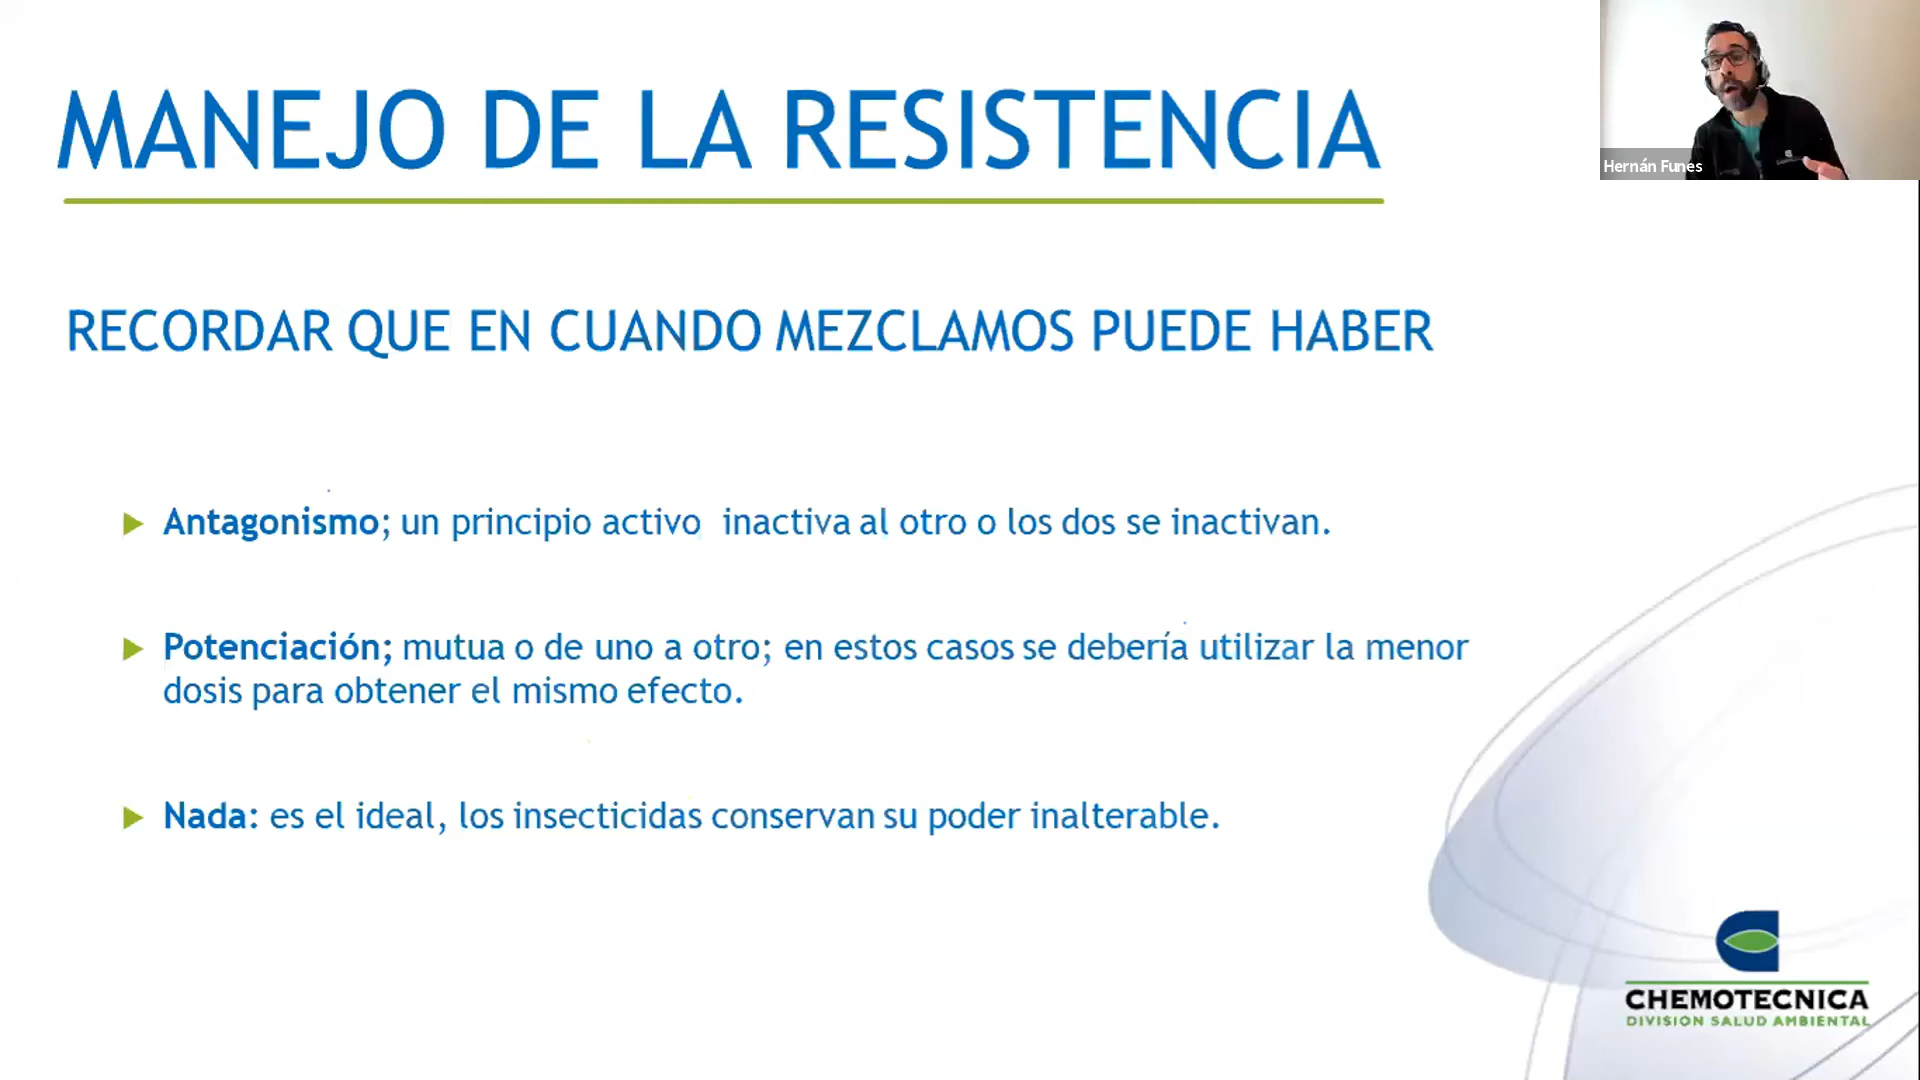 MANEJO DE LA RESISTENCIA
Hernán Funes
RECORDAR QUE EN CUANDO MEZCLAMOS PUEDE HABER
Antagonismo; un principio activo inactiva al otro o los dos se inactivan.
Potenciación; mutua o de uno a otro; en estos casos se debería utilizar la menor
dosis para obtener el mismo efecto.
Nada: es el ideal, los insecticidas conservan su poder inalterable.
CHEMOTECNICA
DIVISION SALUD AMBIENTAL